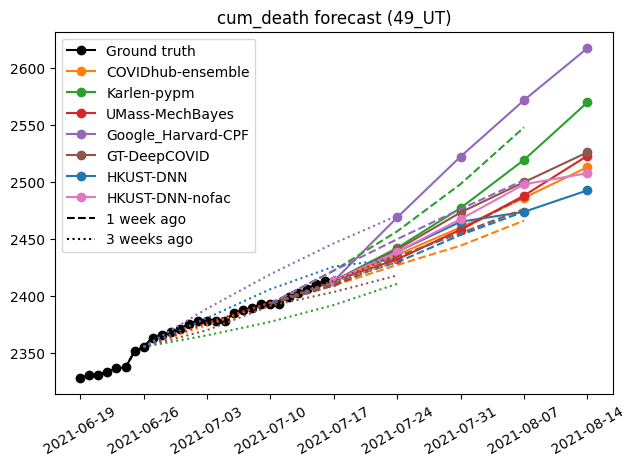 cum_death forecast (49_UT)
Ground truth
COVIDhub-ensemble
Karlen-pypm
UMass-MechBayes
Google_Harvard-CPF
GT-DeepCOVID
HKUST-DNN
HKUST-DNN-nofac
1 week ago
3 weeks ago
2600
2550
2500
2450
2400
2350
2021-06-19
2021-06-26
2021-07-03
2021-07-10
2021-07-17
2021-07-24
2021-07-31
2021-08-07
2021-08-14